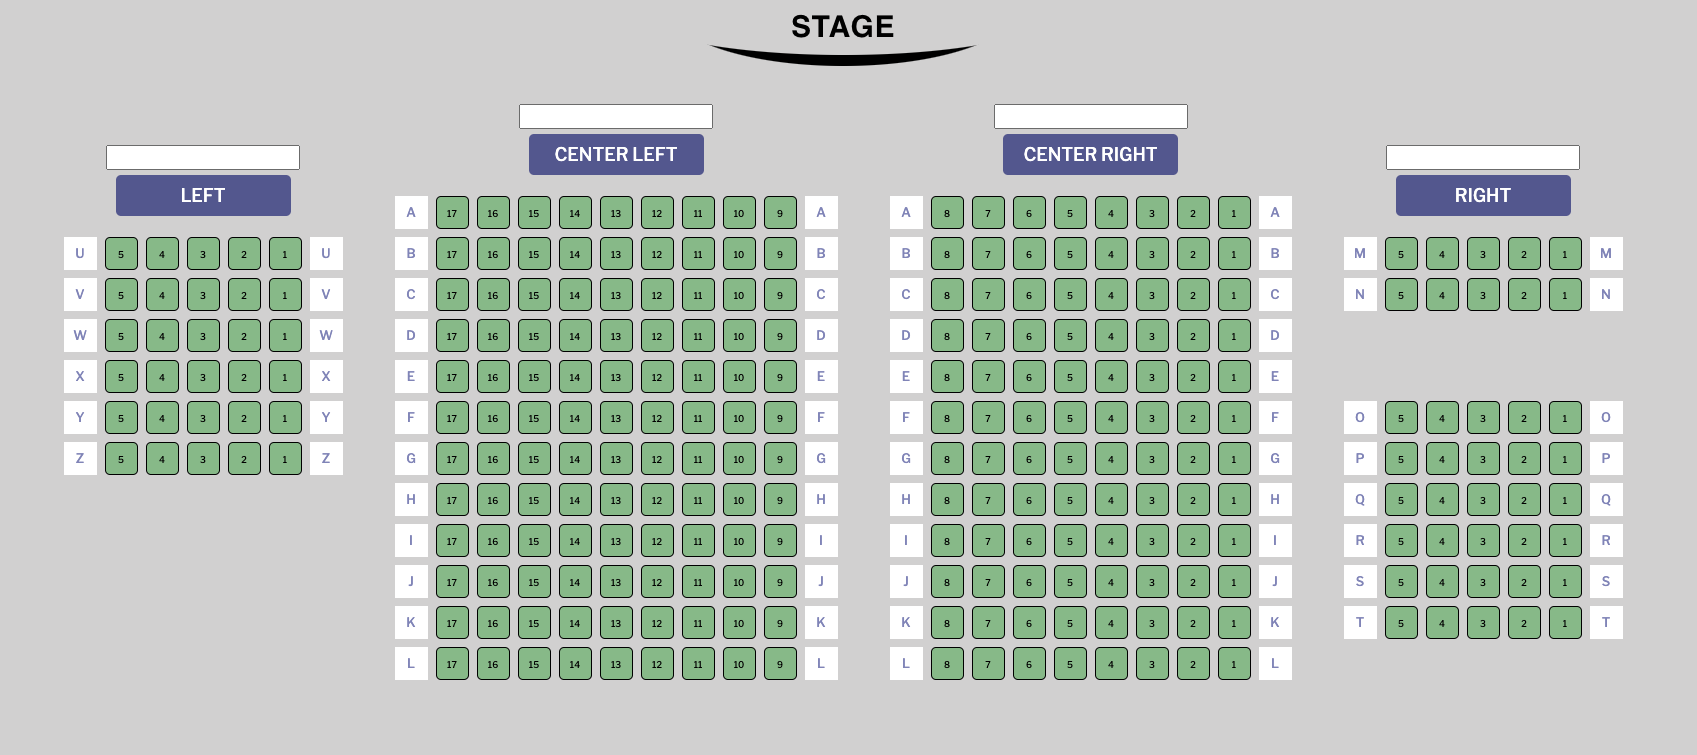 STAGE
CENTER LEFT
CENTER RIGHT
LEFT
RIGHT
A 17 16 15 14 13 12 11 10 9 A A 8 7 6 5 4 3 2 1 A
U 5 4 3 2 1 U B 17 16 15 14 13 12 11 10 9 B B 8 7 6 5 4 3 2 1 B M 5 4 3 2 1 M
V 5 4 3 2 1 V C 17 16 15 14 13 12 11 10 9 C C 8 7 6 5 4 3 2 1 C N 5 4 3 2 1 N
W 5 4 3 2 1 W D 17 16 15 14 13 12 11 10 9 D D 8 7 6 5 4 3 2 1 D
X 5 4 3 2 1 X E 17 16 15 14 13 12 11 10 9 E E 8 7 6 5 4 3 2 1 E
Y 5 4 3 2 1 Y F 17 16 15 14 13 12 11 10 9 F F 8 7 6 5 4 3 2 1 F O 5 4 3 2 1 O
Z 5 4 3 2 1 Z G 17 16 15 14 13 12 11 10 9 G G 8 7 6 5 4 3 2 1 G P 5 4 3 2 1 P
H 17 16 15 14 13 12 11 10 9 H H 8 7 6 5 4 3 2 1 H Q 5 4 3 2 1 Q
I 17 16 15 14 13 12 11 10 9 I I 8 7 6 5 4 3 2 1 I R 5 4 3 2 1 R
J 17 16 15 14 13 12 11 10 9 J J 8 7 6 5 4 3 2 1 J S 5 4 3 2 1 S
K 17 16 15 14 13 12 11 10 9 K K 8 7 6 5 4 3 2 1 K T 5 4 3 2 1 T
L 17 16 15 14 13 12 11 10 9 L L 8 7 6 5 4 3 2 1 L